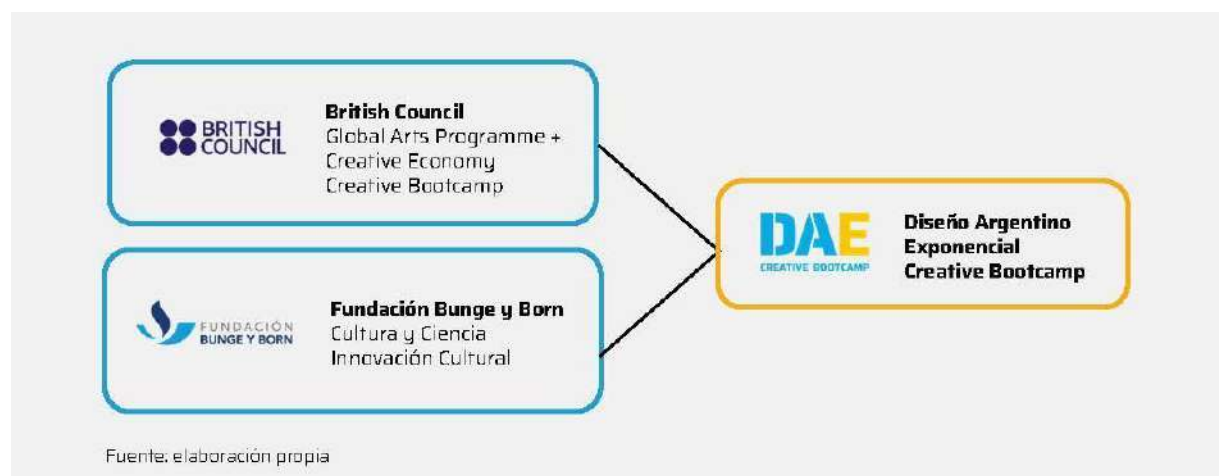 BRITISH
COUNCIL
British Council
Global Arts Programme +
Creative Economy
Creative Bootcamp
FUNDACIÓN
BUNGE Y BORN
Fundación Bunge y Born
Cultura y Ciencia
Innovación Cultural
DAE
CREATIVE BOOTCAMP
Diseño Argentino
Exponencial
Creative Bootcamp
Fuente: elaboración propia